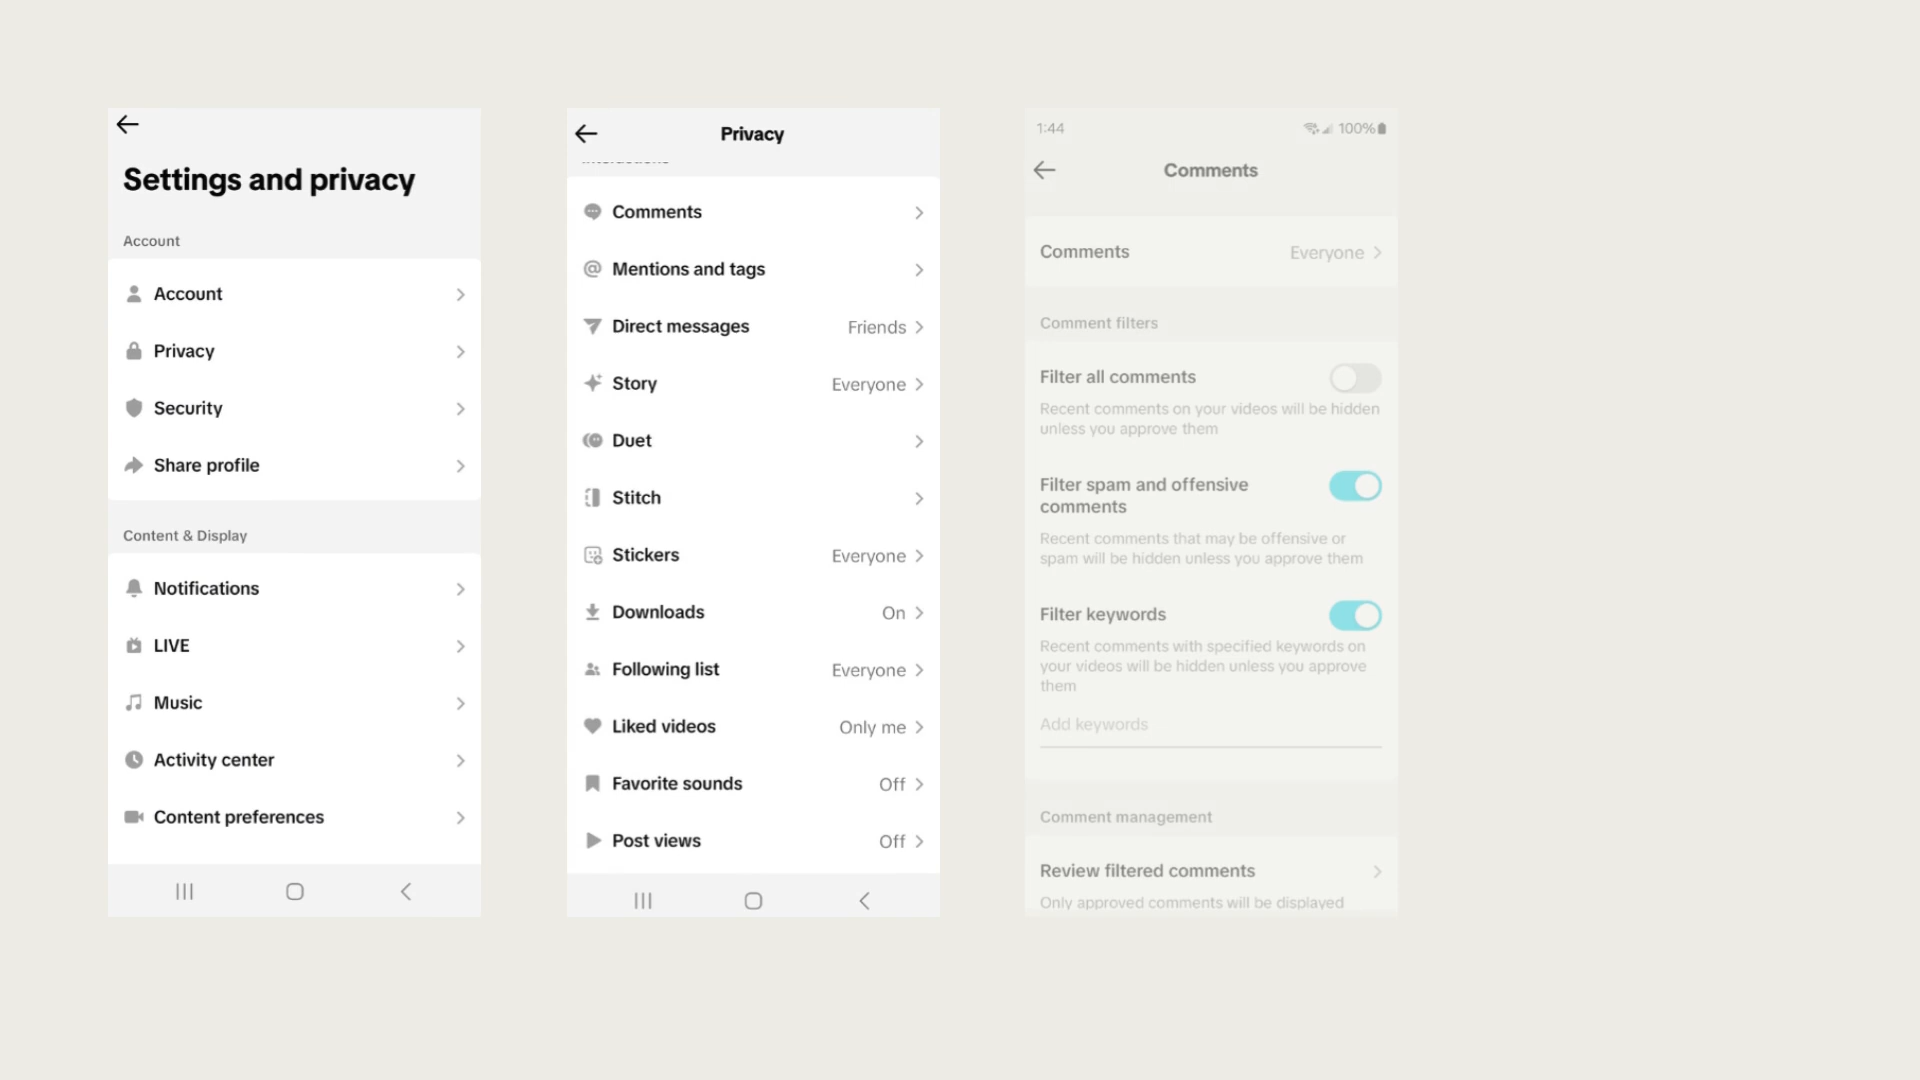 Settings and privacy
Account
Account
Privacy
Security
Share profile
Content & Display
Notifications
LIVE
Music
Activity center
Content preferences
Privacy
Comments
Mentions and tags
Direct messages Friends
Story Everyone
Duet
Stitch
Stickers Everyone
Downloads On
Following list Everyone
Liked videos Only me
Favorite sounds Off
Post views Off
1:44 100%
Comments
Comments Everyone
Comment filters
Filter all comments
Recent comments on your videos will be hidden
unless you approve them
Filter spam and offensive
comments
Recent comments that may be offensive or
spam will be hidden unless you approve them
Filter keywords
Recent comments with specified keywords on
your videos will be hidden unless you approve
them
Add keywords
Comment management
Review filtered comments
Only approved comments will be displayed